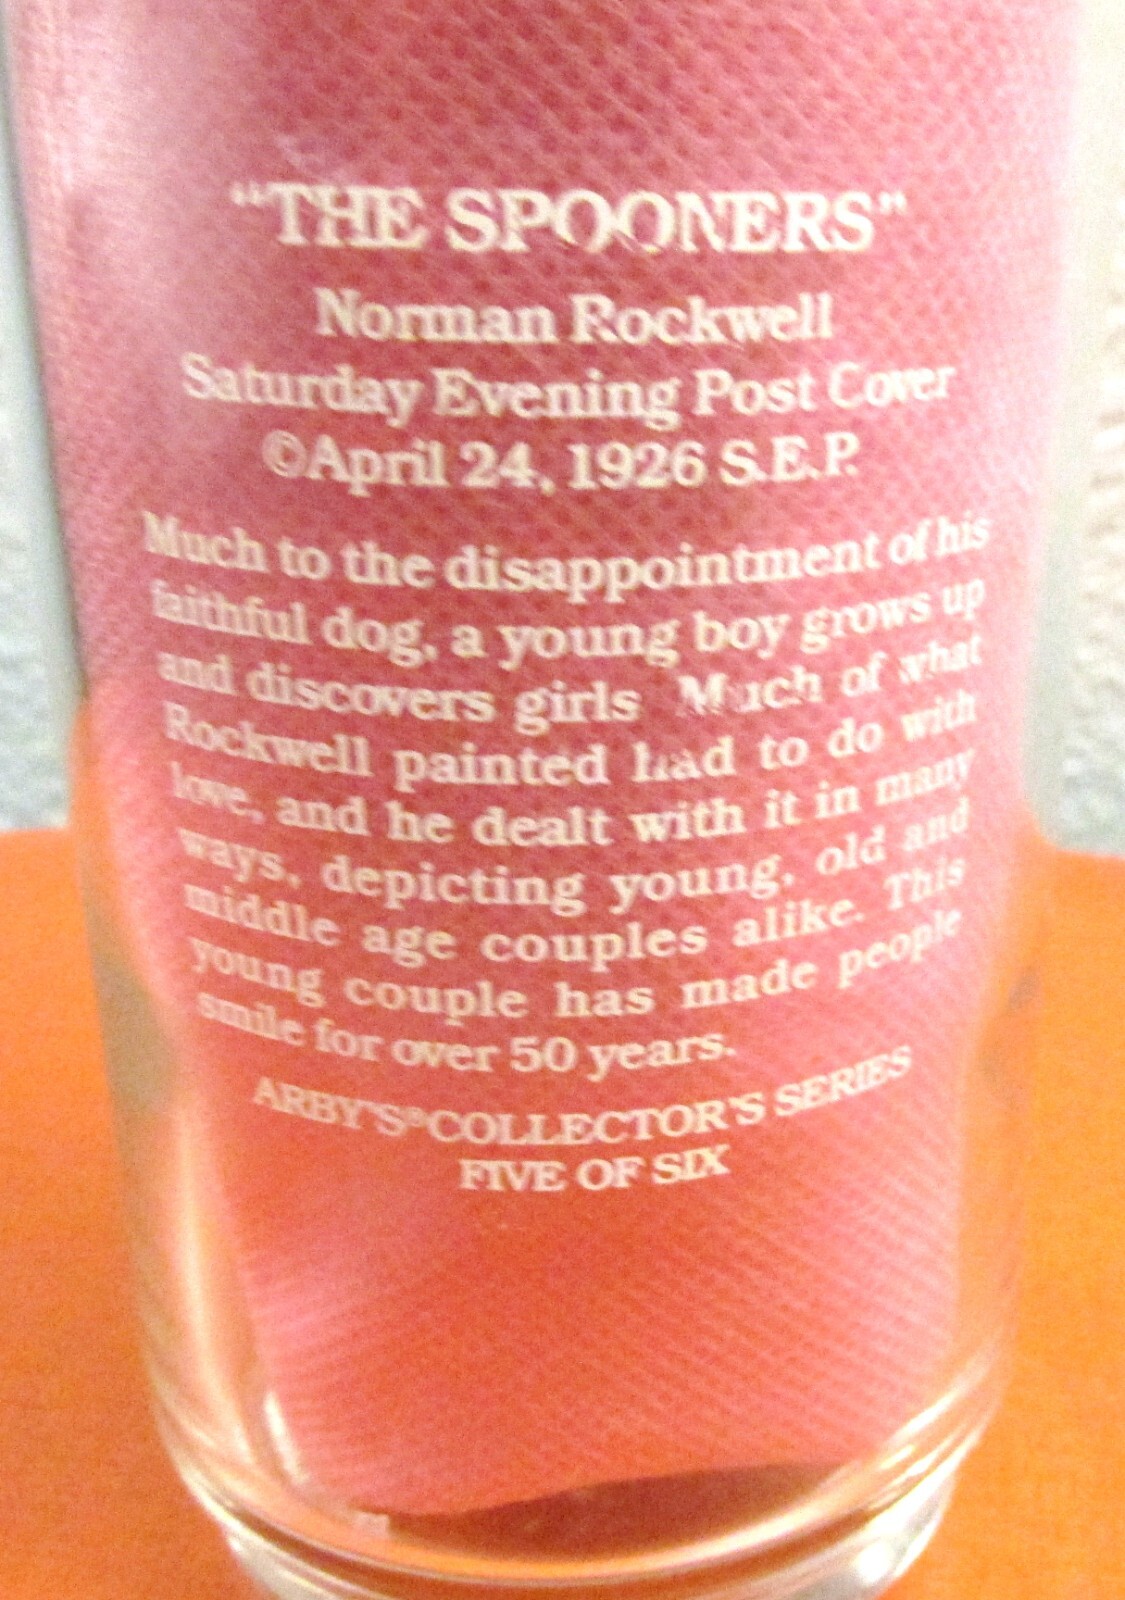 "THE SPOONERS"
Norman Rockwell
Saturday Evening Post Cover
©April 24, 1926 S.E.P.
Much to the disappointment of his
faithful dog, a young boy grows up
and discovers girls Much of what
Rockwell painted had to do with
love, and he dealt with it in many
ways, depicting young, old and
middle age couples alike. This
young couple has made people
smile for over 50 years.
ARBY'S® COLLECTOR'S SERIES
FIVE OF SIX